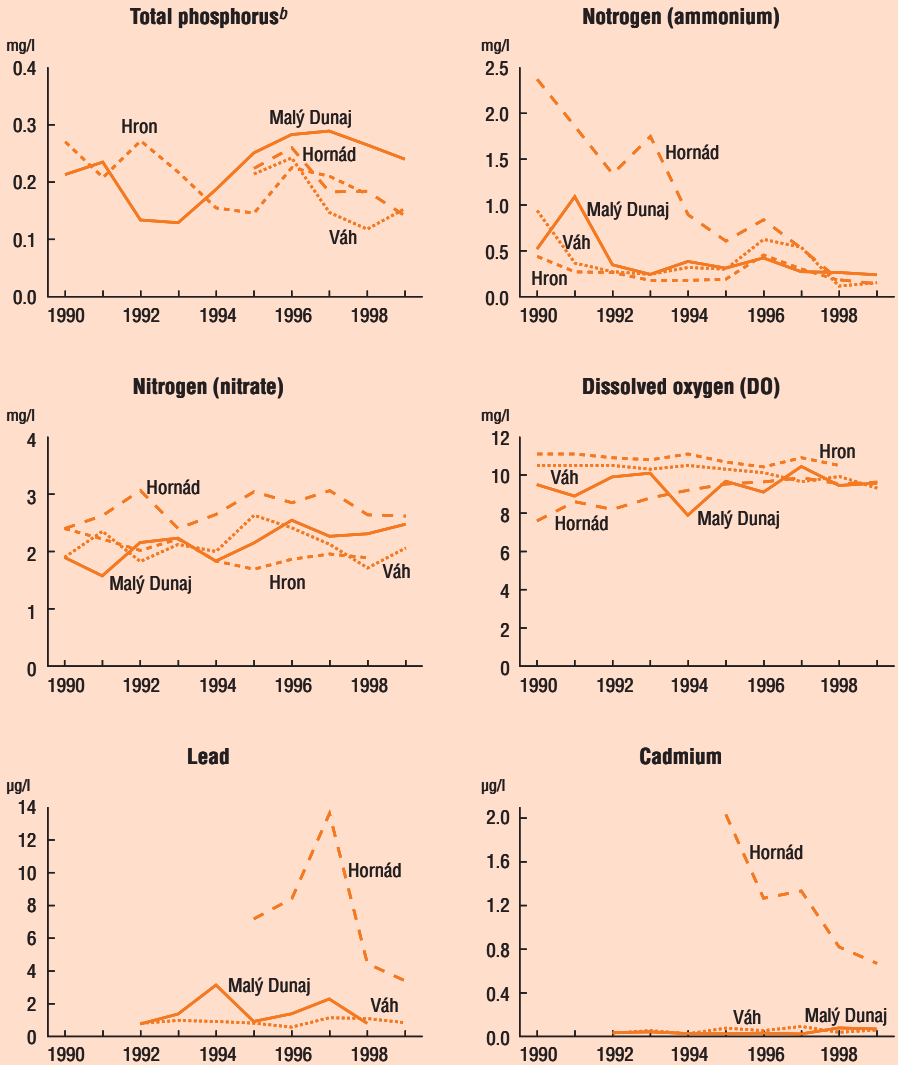 Total phosphorusb
mg/l
0.4
0.3
0.2
0.1
0.0
Hron
Malý Dunaj
Hornád
Váh
1990 1992 1994 1996 1998
Notrogen (ammonium)
mg/l
2.5
2.0
1.5
1.0
0.5
0.0
Hornád
Malý Dunaj
Váh
Hron
1990 1992 1994 1996 1998
Nitrogen (nitrate)
mg/l
4
3
2
1
0
Hornád
Malý Dunaj
Hron
Váh
1990 1992 1994 1996 1998
Dissolved oxygen (DO)
mg/l
12
10
8
6
4
2
0
Hron
Váh
Hornád
Malý Dunaj
1990 1992 1994 1996 1998
Lead
µg/l
14
12
10
8
6
4
2
0
Hornád
Malý Dunaj
Váh
1990 1992 1994 1996 1998
Cadmium
µg/l
2.0
1.6
1.2
0.8
0.4
0.0
Hornád
Váh
Malý Dunaj
1990 1992 1994 1996 1998